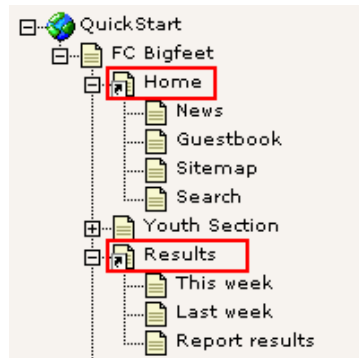 QuickStart
FC Bigfeet
Home
News
Guestbook
Sitemap
Search
Youth Section
Results
This week
Last week
Report results